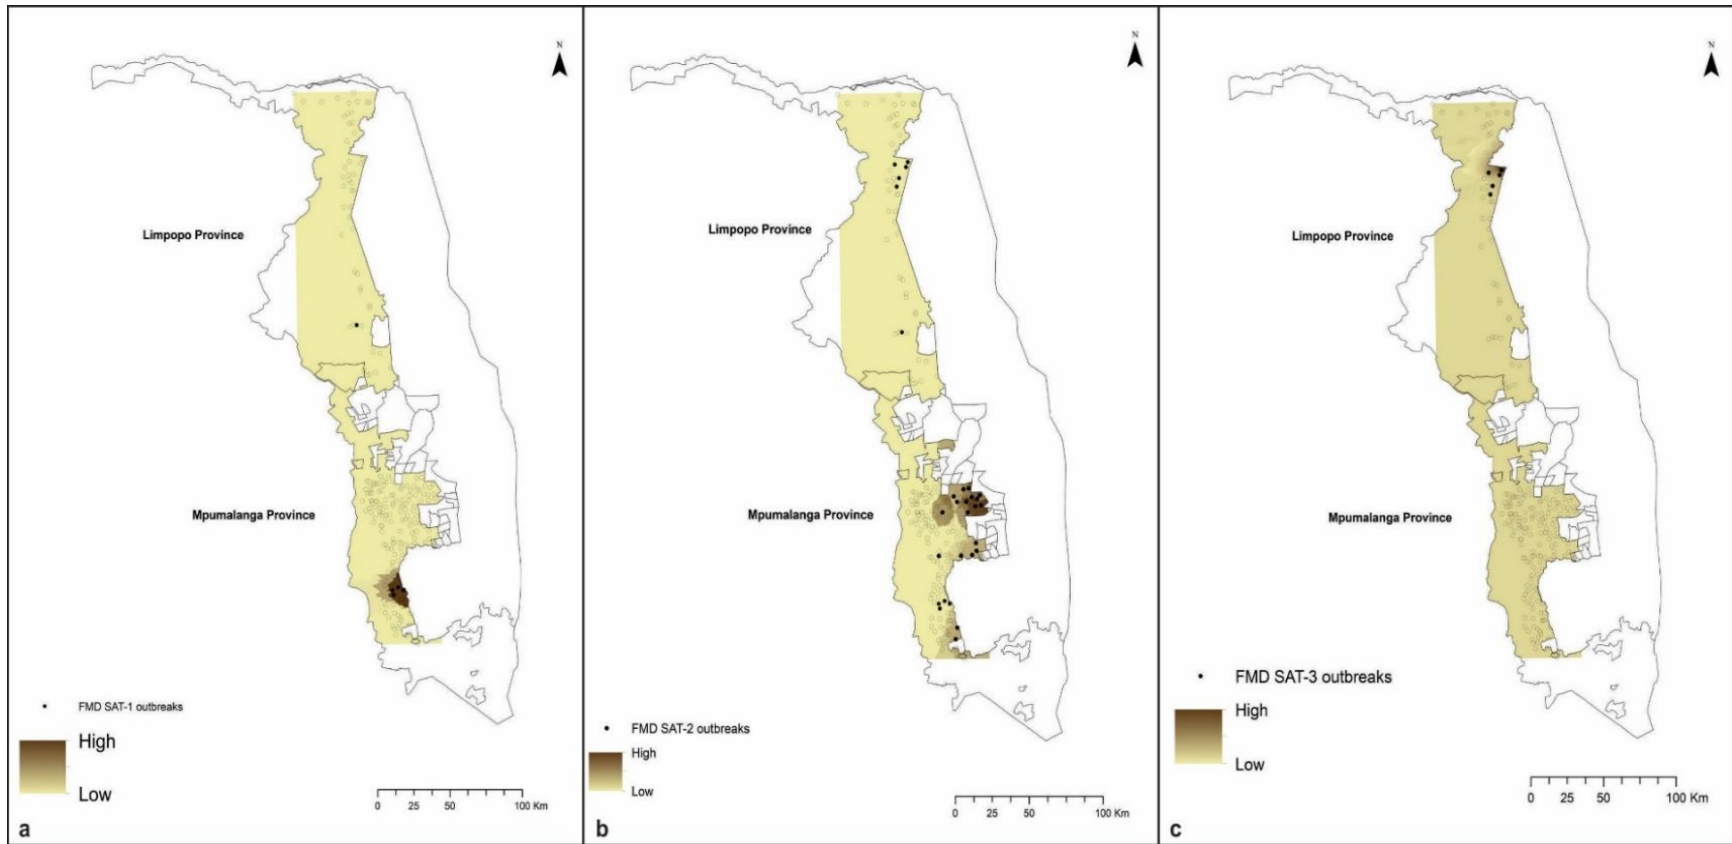 N
Limpopo Province
Mpumalanga Province
FMD SAT-1 outbreaks
High
Low
0 25 50 100 Km
a
N
Limpopo Province
Mpumalanga Province
FMD SAT-2 outbreaks
High
Low
0 25 50 100 Km
b
N
Limpopo Province
Mpumalanga Province
FMD SAT-3 outbreaks
High
Low
0 25 50 100 Km
c